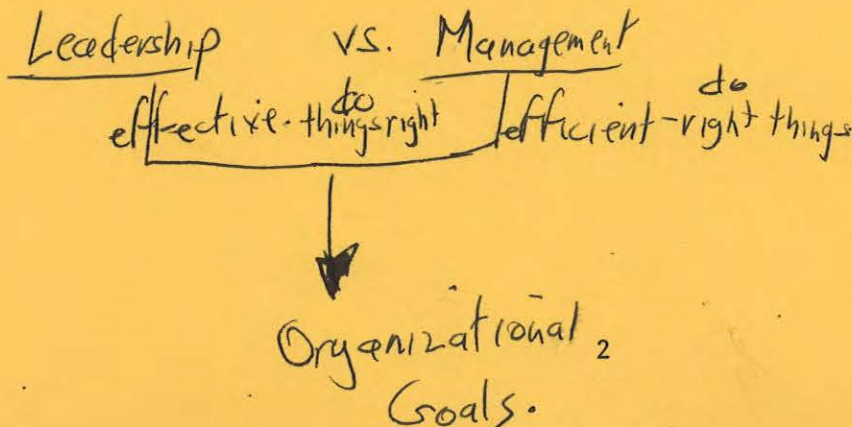 Leadership vs. Management
do do
effective. things right efficient - right things
Organizational 2
Goals.